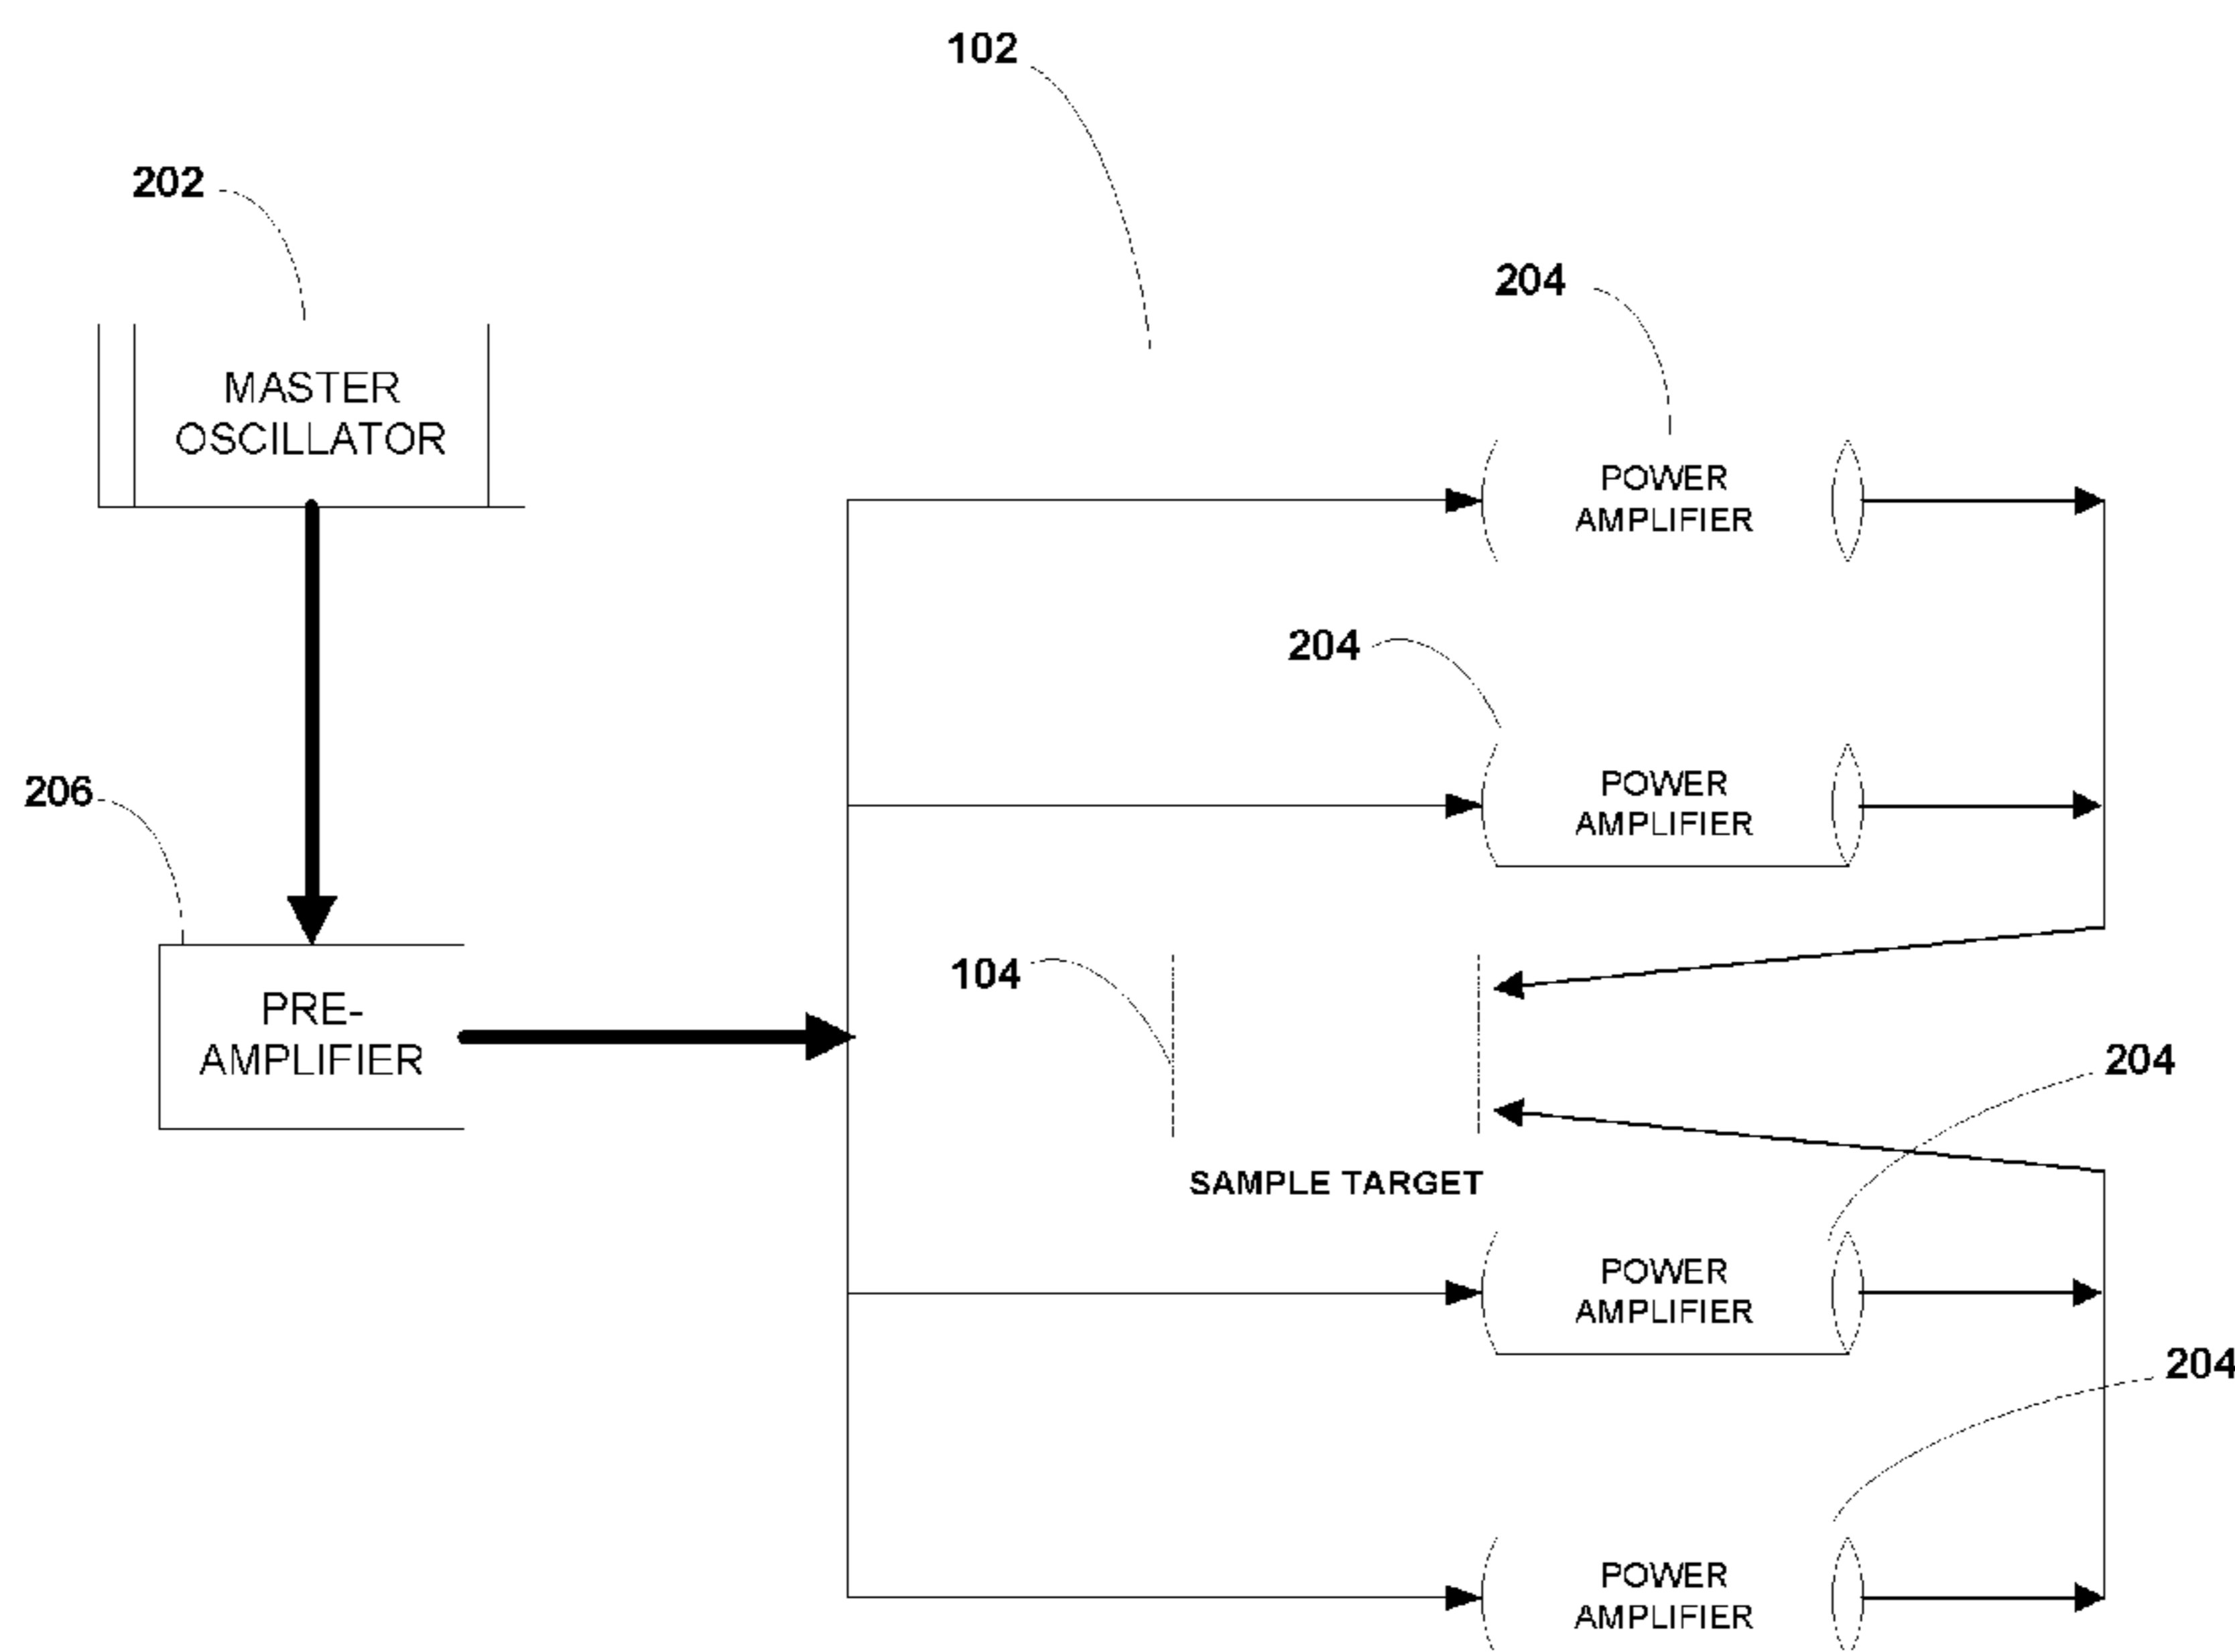 102
202
204
MASTER
OSCILLATOR
POWER
AMPLIFIER
204
206
POWER
AMPLIFIER
104
PRE-
AMPLIFIER
204
SAMPLE TARGET
POWER
AMPLIFIER
204
POWER
AMPLIFIER